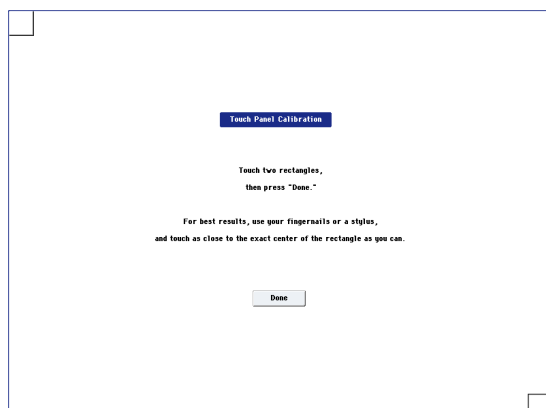 Touch Panel Calibration
Touch two rectangles,
then press "Done."
For best results, use your fingernails or a stylus,
and touch as close to the exact center of the rectangle as you can.
Done